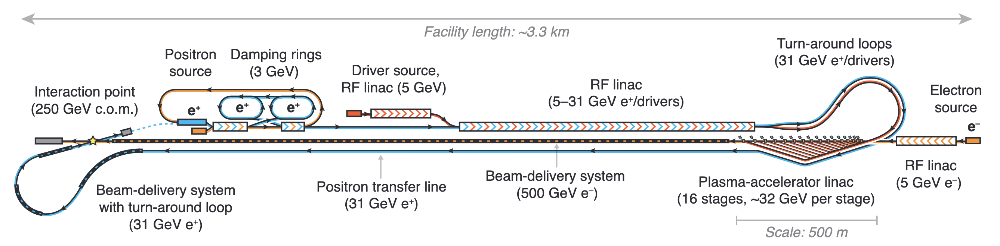 Facility length: ~3.3 km
Positron
source
Damping rings
(3 GeV)
Driver source,
RF linac (5 GeV)
RF linac
(5–31 GeV e⁺/drivers)
Turn-around loops
(31 GeV e⁺/drivers)
Electron
source
e⁻
Interaction point
(250 GeV c.o.m.)
e⁺
e⁺
e⁺
Beam-delivery system
with turn-around loop
(31 GeV e⁺)
Positron transfer line
(31 GeV e⁺)
Beam-delivery system
(500 GeV e⁻)
Plasma-accelerator linac
(16 stages, ~32 GeV per stage)
RF linac
(5 GeV e⁻)
Scale: 500 m